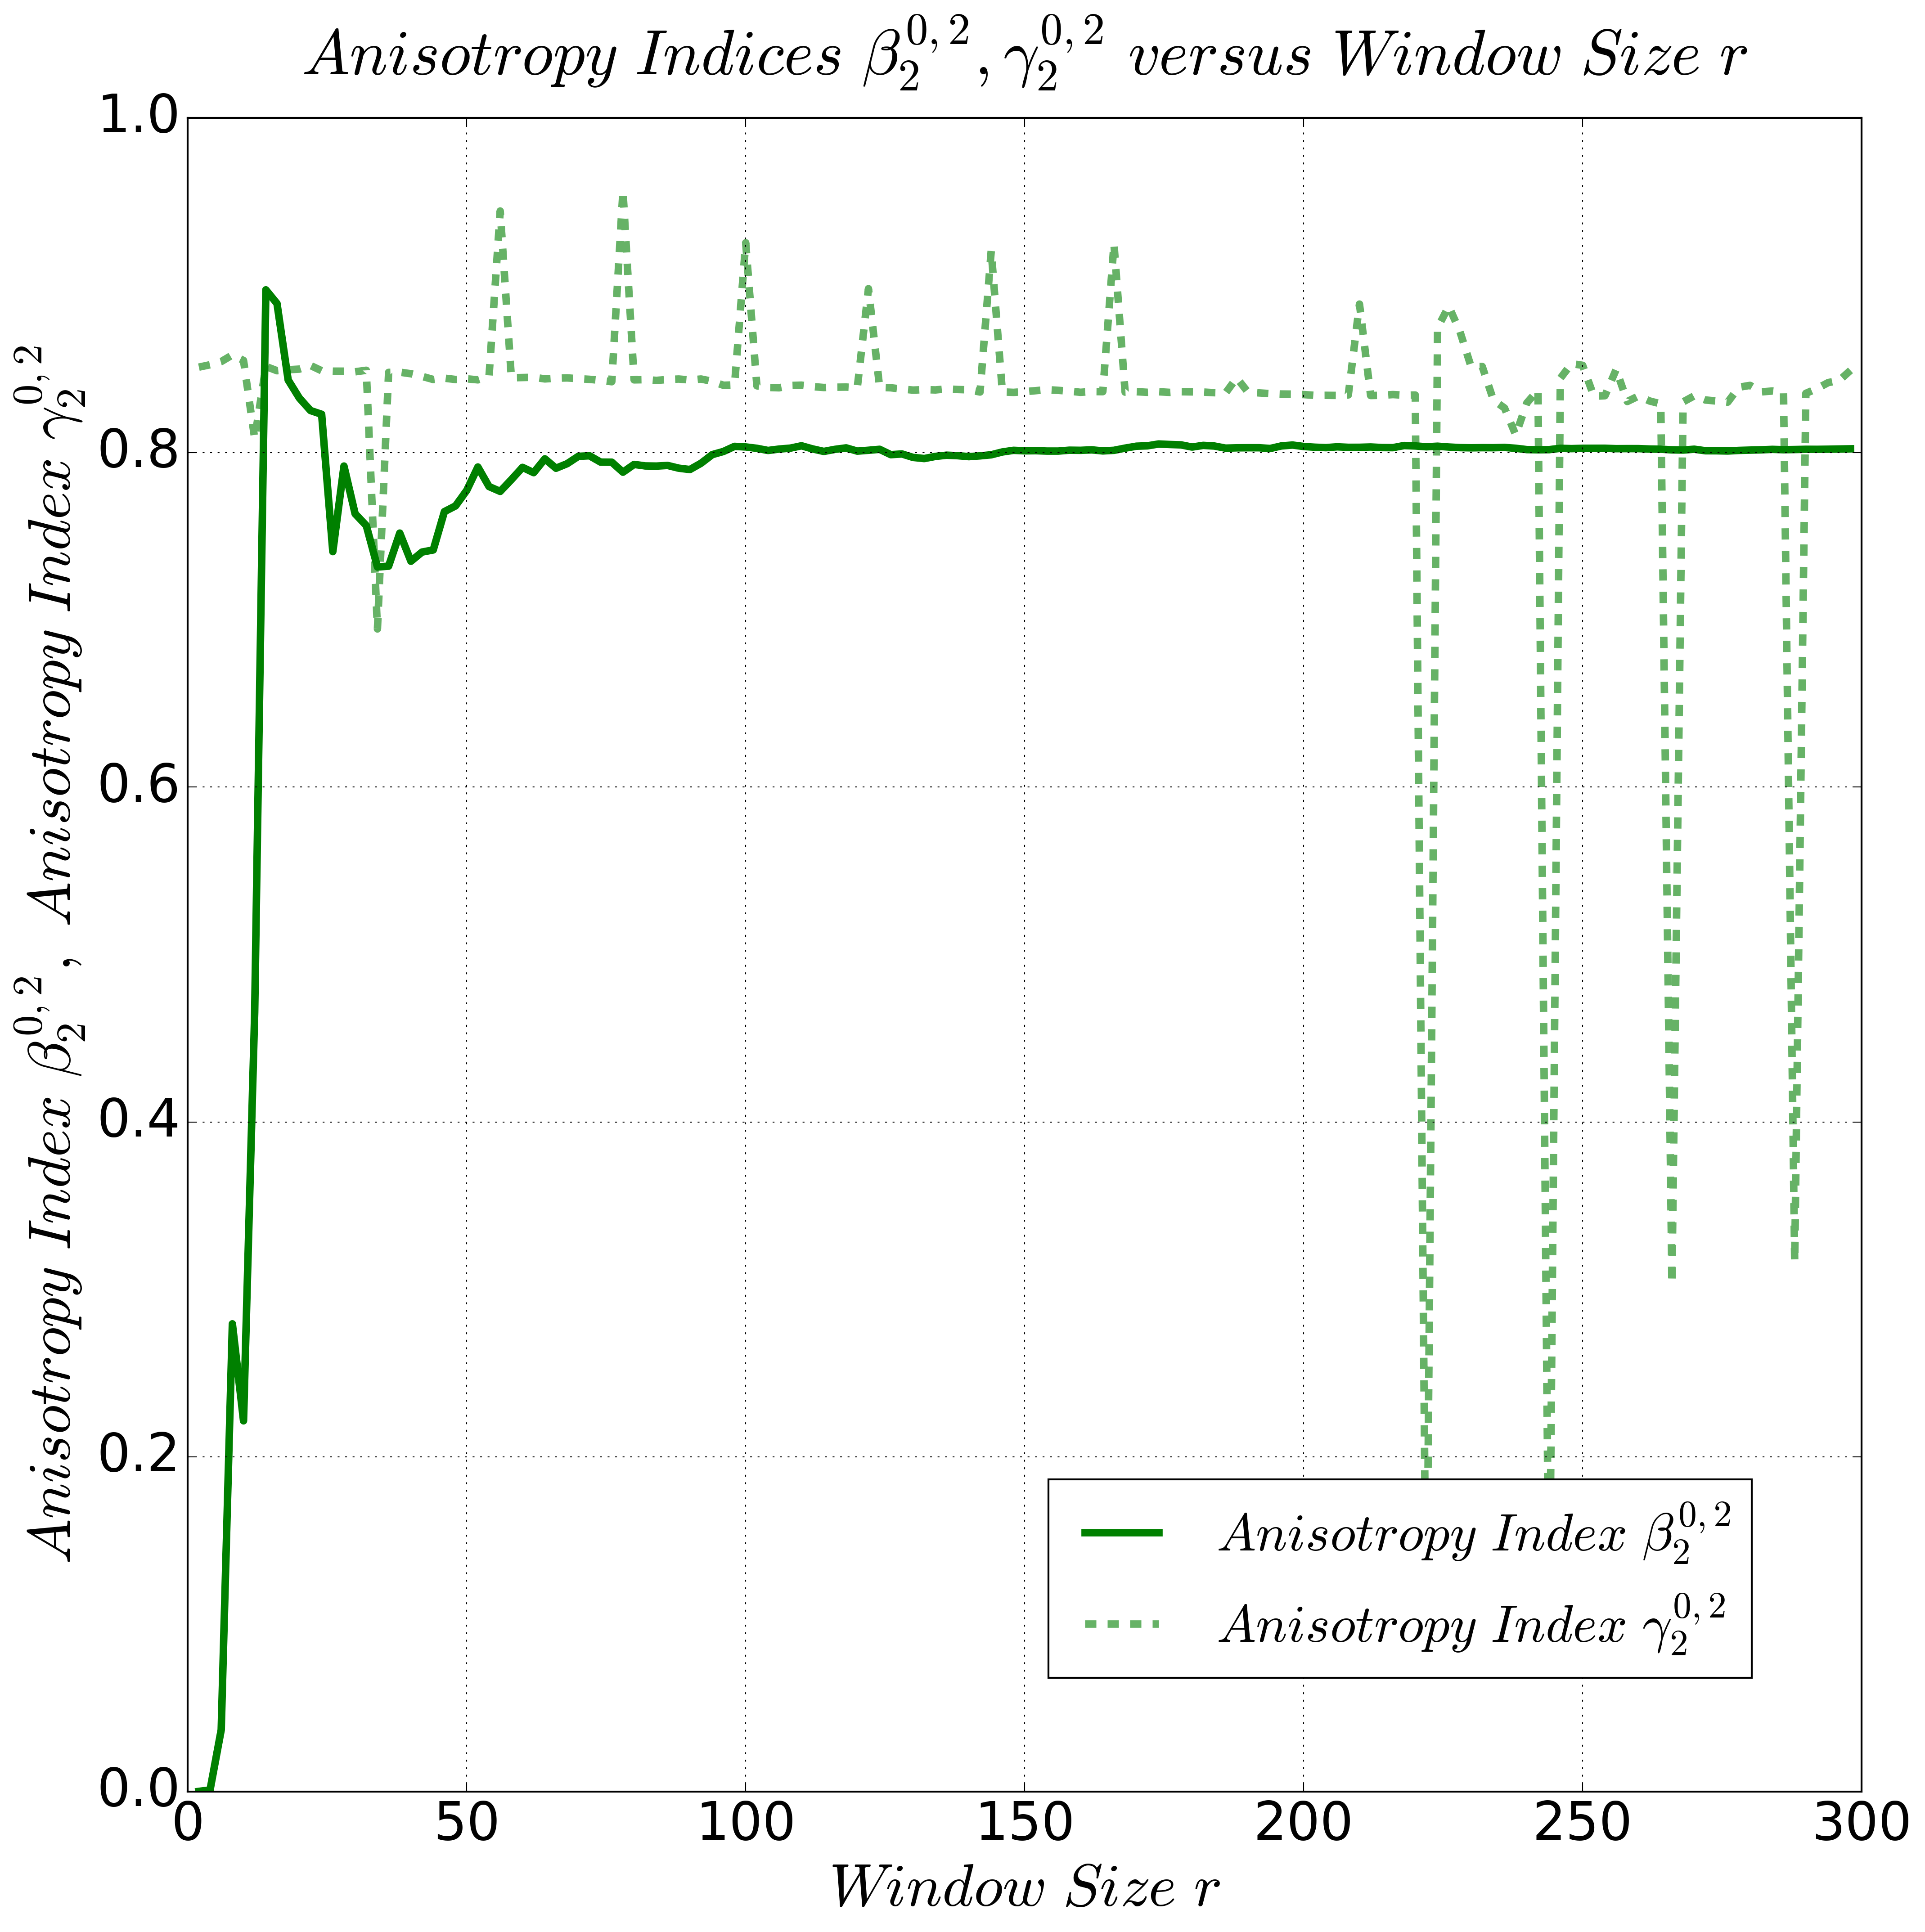 Anisotropy Indices β₂^{0,2}, γ₂^{0,2} versus Window Size r
Anisotropy Index β₂^{0,2}, Anisotropy Index γ₂^{0,2}
1.0
0.8
0.6
0.4
0.2
0.0
0 50 100 150 200 250 300
Window Size r
Anisotropy Index β₂^{0,2}
Anisotropy Index γ₂^{0,2}